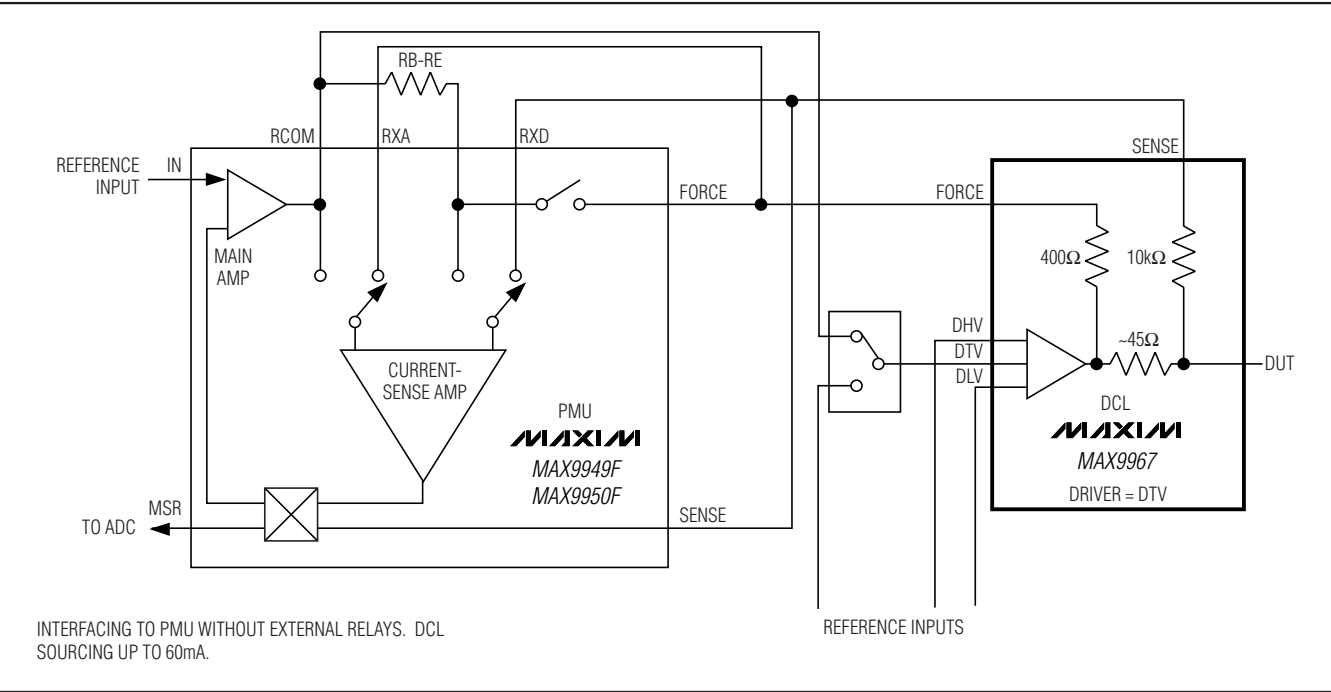 RB-RE
RCOM
RXA
RXD
SENSE
REFERENCE
INPUT
IN
FORCE
FORCE
MAIN
AMP
400Ω
10kΩ
DHV
DTV
DLV
~45Ω
DUT
CURRENT-
SENSE AMP
PMU
MAXIM
MAX9949F
MAX9950F
DCL
MAXIM
MAX9967
DRIVER = DTV
MSR
TO ADC
SENSE
REFERENCE INPUTS
INTERFACING TO PMU WITHOUT EXTERNAL RELAYS. DCL
SOURCING UP TO 60mA.